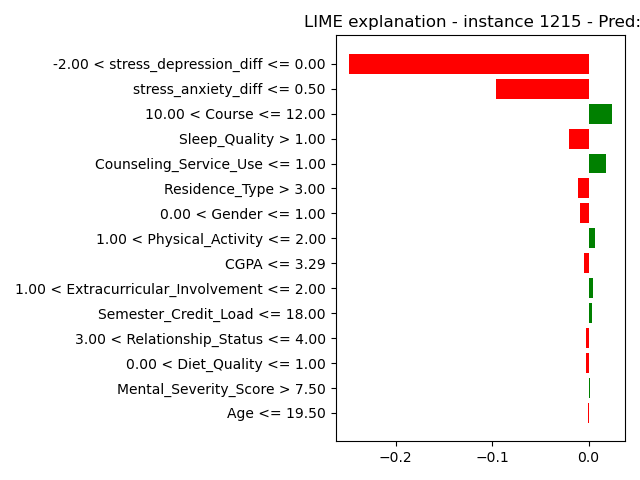 LIME explanation - instance 1215 - Pred:
-2.00 < stress_depression_diff <= 0.00
stress_anxiety_diff <= 0.50
10.00 < Course <= 12.00
Sleep_Quality > 1.00
Counseling_Service_Use <= 1.00
Residence_Type > 3.00
0.00 < Gender <= 1.00
1.00 < Physical_Activity <= 2.00
CGPA <= 3.29
1.00 < Extracurricular_Involvement <= 2.00
Semester_Credit_Load <= 18.00
3.00 < Relationship_Status <= 4.00
0.00 < Diet_Quality <= 1.00
Mental_Severity_Score > 7.50
Age <= 19.50
−0.2 −0.1 0.0